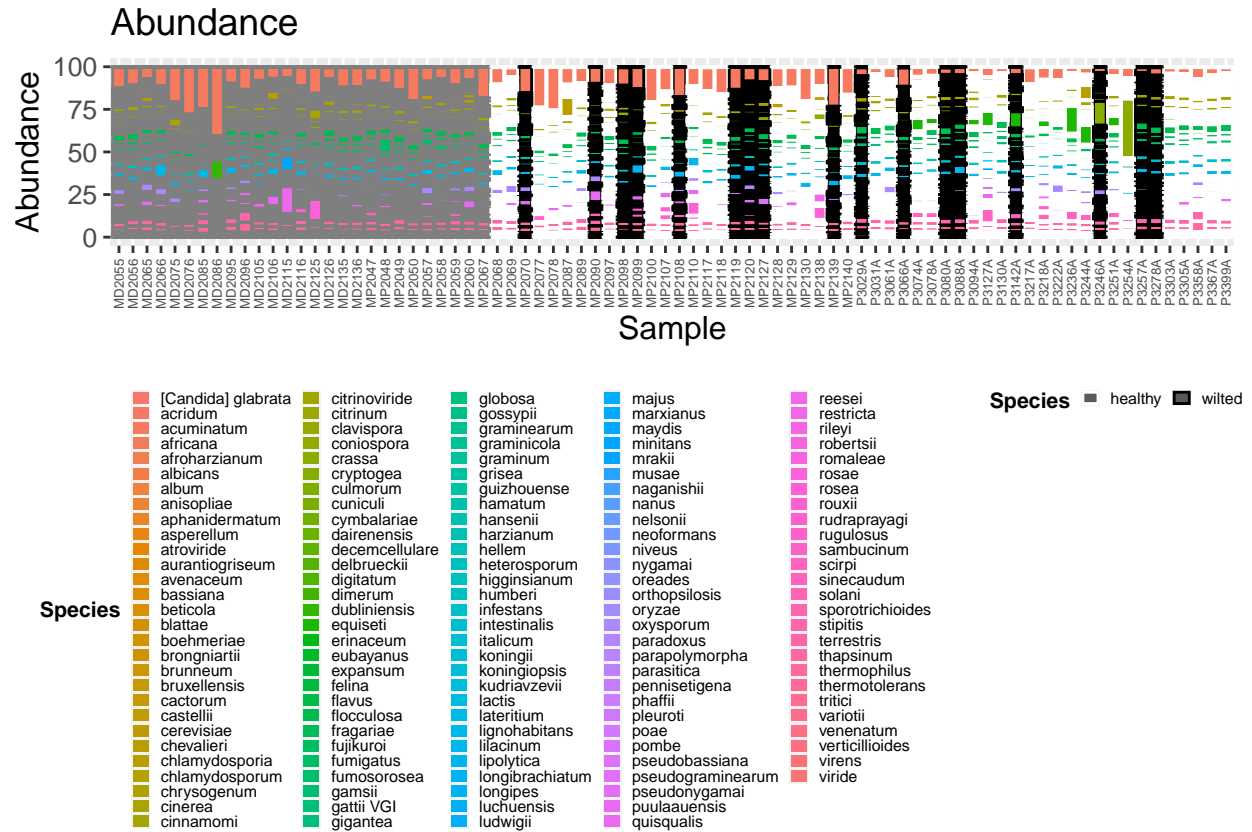 Abundance
Abundance
100
75
50
25
0
MD2055
MD2056
MD2065
MD2066
MD2075
MD2076
MD2085
MD2086
MD2095
MD2096
MD2105
MD2106
MD2115
MD2116
MD2125
MD2126
MD2135
MD2136
MP2047
MP2048
MP2049
MP2050
MP2057
MP2058
MP2059
MP2060
MP2067
MP2068
MP2069
MP2070
MP2077
MP2078
MP2087
MP2089
MP2090
MP2097
MP2098
MP2099
MP2100
MP2107
MP2108
MP2110
MP2117
MP2118
MP2119
MP2120
MP2127
MP2128
MP2129
MP2130
MP2138
MP2139
MP2140
P3029A
P3031A
P3061A
P3066A
P3074A
P3078A
P3080A
P3088A
P3094A
P3127A
P3130A
P3142A
P3217A
P3218A
P3222A
P3236A
P3244A
P3246A
P3251A
P3254A
P3257A
P3278A
P3303A
P3305A
P3358A
P3367A
P3399A
Sample
Species
[Candida] glabrata
acridum
acuminatum
africana
afroharzianum
albicans
album
anisopliae
aphanidermatum
asperellum
atroviride
aurantiogriseum
avenaceum
bassiana
beticola
blattae
boehmeriae
brongniartii
brunneum
bruxellensis
cactorum
castellii
cerevisiae
chevalieri
chlamydosporia
chlamydosporum
chrysogenum
cinerea
cinnamomi
citrinoviride
citrinum
clavispora
coniospora
crassa
cryptogea
culmorum
cuniculi
cymbalariae
dairenensis
decemcellulare
delbrueckii
digitatum
dimerum
dubliniensis
equiseti
erinaceum
eubayanus
expansum
felina
flavus
flocculosa
fragariae
fujikuroi
fumigatus
fumosorosea
gamsii
gattii VGI
gigantea
globosa
gossypii
graminearum
graminicola
graminum
grisea
guizhouense
hamatum
hansenii
harzianum
hellem
heterosporum
higginsianum
humberi
infestans
intestinalis
italicum
koningii
koningiopsis
kudriavzevii
lactis
lateritium
lignohabitans
lilacinum
lipolytica
longibrachiatum
longipes
luchuensis
ludwigii
majus
marxianus
maydis
minitans
mrakii
musae
naganishii
nanus
nelsonii
neoformans
niveus
nygamai
oreades
orthopsilosis
oryzae
oxysporum
paradoxus
parapolymorpha
parasitica
pennisetigena
phaffii
pleuroti
poae
pombe
pseudobassiana
pseudograminearum
pseudonygamai
puulaauensis
quisqualis
reesei
restricta
rileyi
robertsii
romaleae
rosae
rosea
rouxii
rudraprayagi
rugulosus
sambucinum
scirpi
sinecaudum
solani
sporotrichioides
stipitis
terrestris
thapsinum
thermophilus
thermotolerans
tritici
variotii
venenatum
verticillioides
virens
viride
Species
healthy
wilted